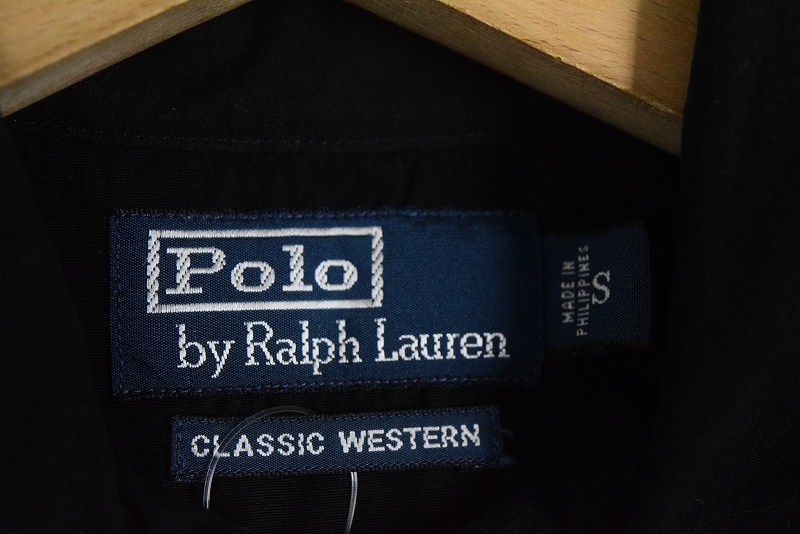 Polo
by Ralph Lauren
MADE IN
PHILIPPINES
S
CLASSIC WESTERN